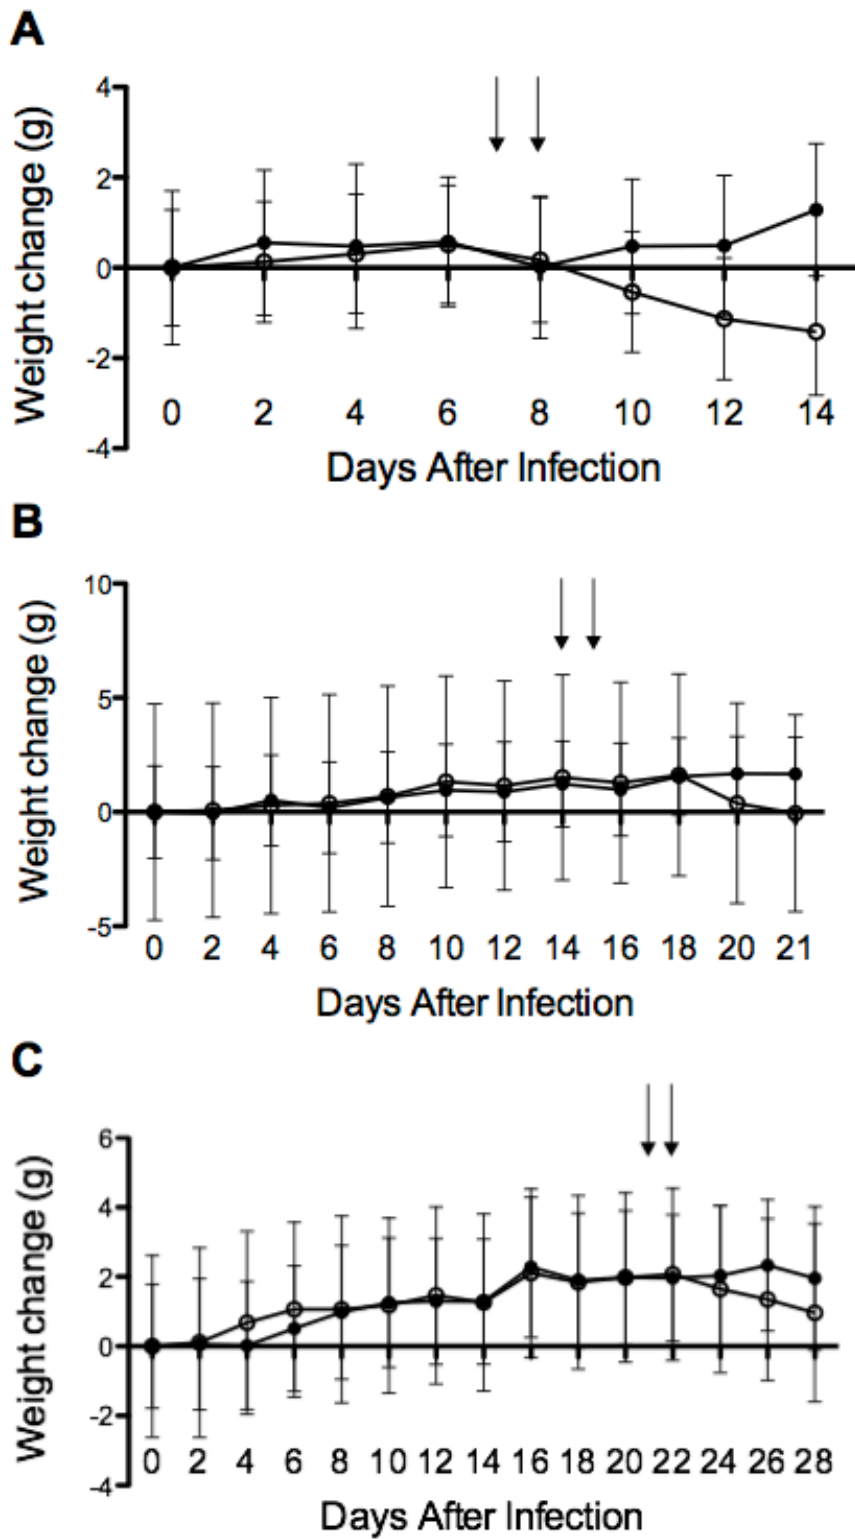 A
Weight change (g)
4
2
0
-2
-4
0 2 4 6 8 10 12 14
Days After Infection
B
Weight change (g)
10
5
0
-5
0 2 4 6 8 10 12 14 16 18 20 21
Days After Infection
C
Weight change (g)
6
4
2
0
-2
-4
0 2 4 6 8 10 12 14 16 18 20 22 24 26 28
Days After Infection